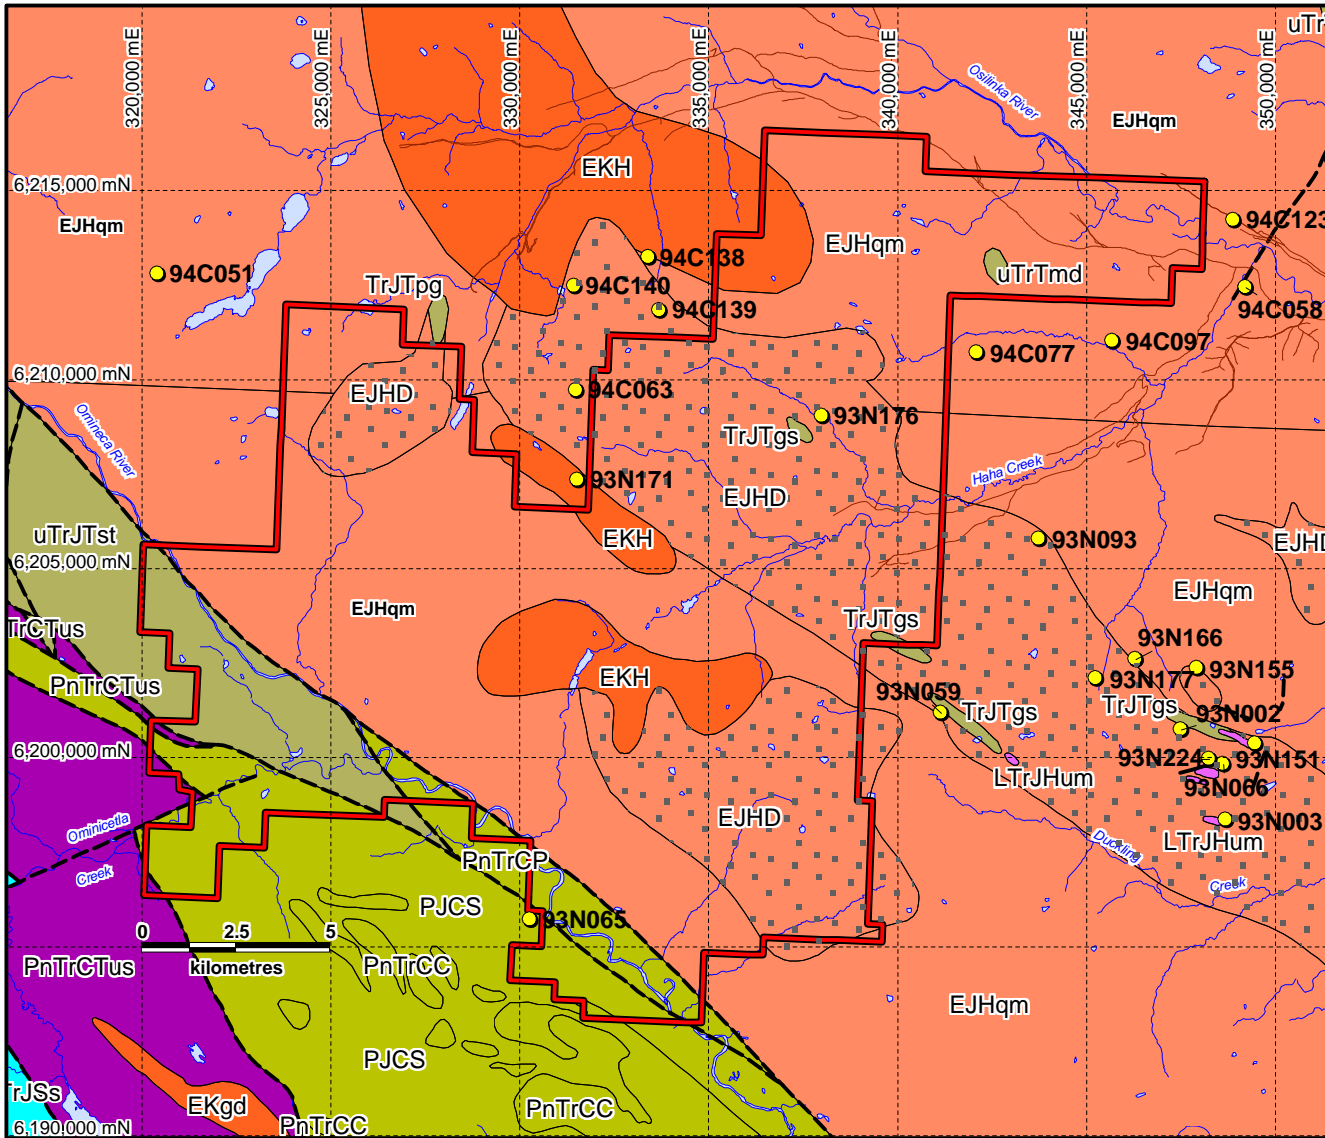 uTr
320,000 mE
325,000 mE
330,000 mE
335,000 mE
340,000 mE
345,000 mE
350,000 mE
Osilinka River
EJHqm
EKH
6,215,000 mN
EJHqm
EJHqm
94C123
94C051
94C138
94C140
94C139
TrJTpg
uTrTmd
94C058
94C097
94C077
6,210,000 mN
EJHD
94C063
Omineca River
93N176
TrJTgs
Haha Creek
93N171
EJHD
uTrJTst
EKH
93N093
EJHD
6,205,000 mN
EJHqm
EJHqm
TrCTus
TrJTgs
93N166
93N155
PnTrCTus
EKH
93N177
93N059
TrJTgs
TrJTgs
93N002
6,200,000 mN
93N224
93N151
LTrJHum
93N066
EJHD
Ominicetla
Creek
93N003
Duckling
Creek
LTrJHum
PnTrCP
PJCS
93N065
0 2.5 5
kilometres
PnTrCTus
PnTrCC
EJHqm
PJCS
TrJSs
EKgd
PnTrCC
PnTrCC
6,190,000 mN